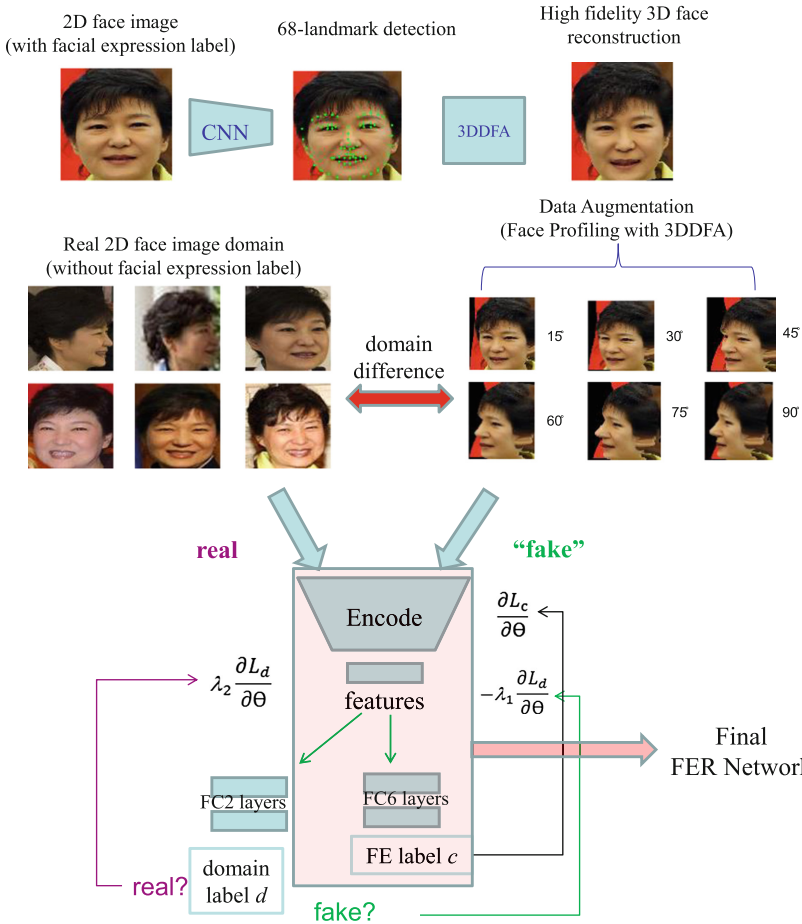 2D face image
(with facial expression label)
68-landmark detection
High fidelity 3D face
reconstruction
CNN
3DDFA
Data Augmentation
(Face Profiling with 3DDFA)
Real 2D face image domain
(without facial expression label)
15°
30°
45°
domain
difference
60°
75°
90°
real
“fake”
Encode
∂Lc/∂Θ
λ2 ∂Ld/∂Θ
−λ1 ∂Ld/∂Θ
features
Final
FER Network
FC2 layers
FC6 layers
FE label c
domain
label d
real?
fake?